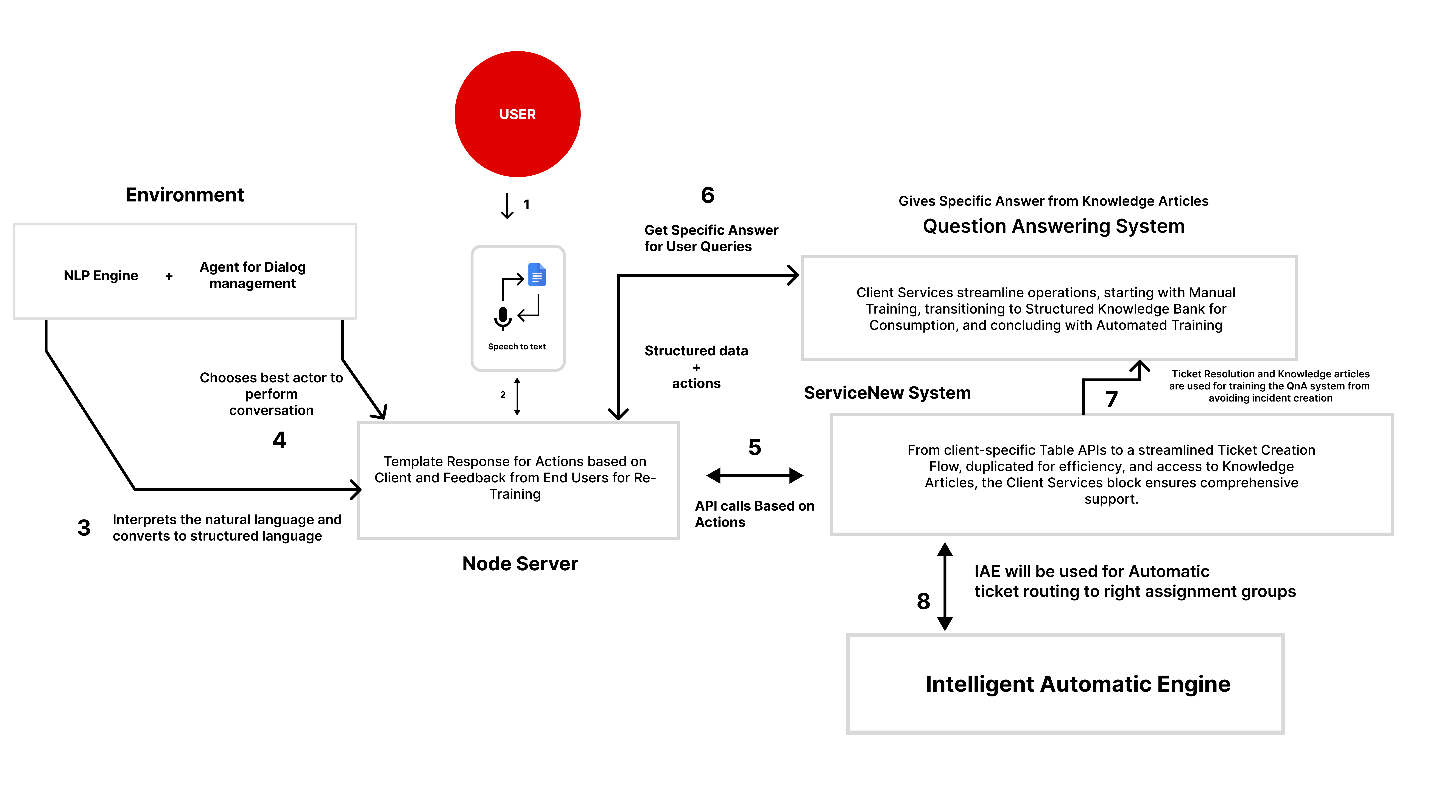 USER
1
Environment
NLP Engine + Agent for Dialog
management
Speech to text
2
Chooses best actor to
perform
conversation
4
3
Interprets the natural language and
converts to structured language
Template Response for Actions based on
Client and Feedback from End Users for Re-
Training
Node Server
6
Get Specific Answer
for User Queries
Structured data
+
actions
5
API calls Based on
Actions
Gives Specific Answer from Knowledge Articles
Question Answering System
Client Services streamline operations, starting with Manual
Training, transitioning to Structured Knowledge Bank for
Consumption, and concluding with Automated Training
ServiceNew System
7
Ticket Resolution and Knowledge articles
are used for training the QnA system from
avoiding incident creation
From client-specific Table APIs to a streamlined Ticket Creation
Flow, duplicated for efficiency, and access to Knowledge
Articles, the Client Services block ensures comprehensive
support.
8
IAE will be used for Automatic
ticket routing to right assignment groups
Intelligent Automatic Engine